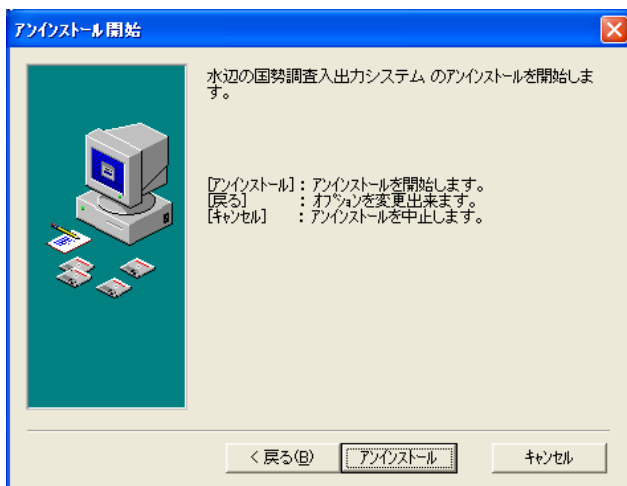 アンインストール開始
水辺の国勢調査入出力システム のアンインストールを開始しま
す。
[アンインストール]：アンインストールを開始します。
[戻る]　　　：オプションを変更出来ます。
[キャンセル]　：アンインストールを中止します。
< 戻る(B)　アンインストール　キャンセル